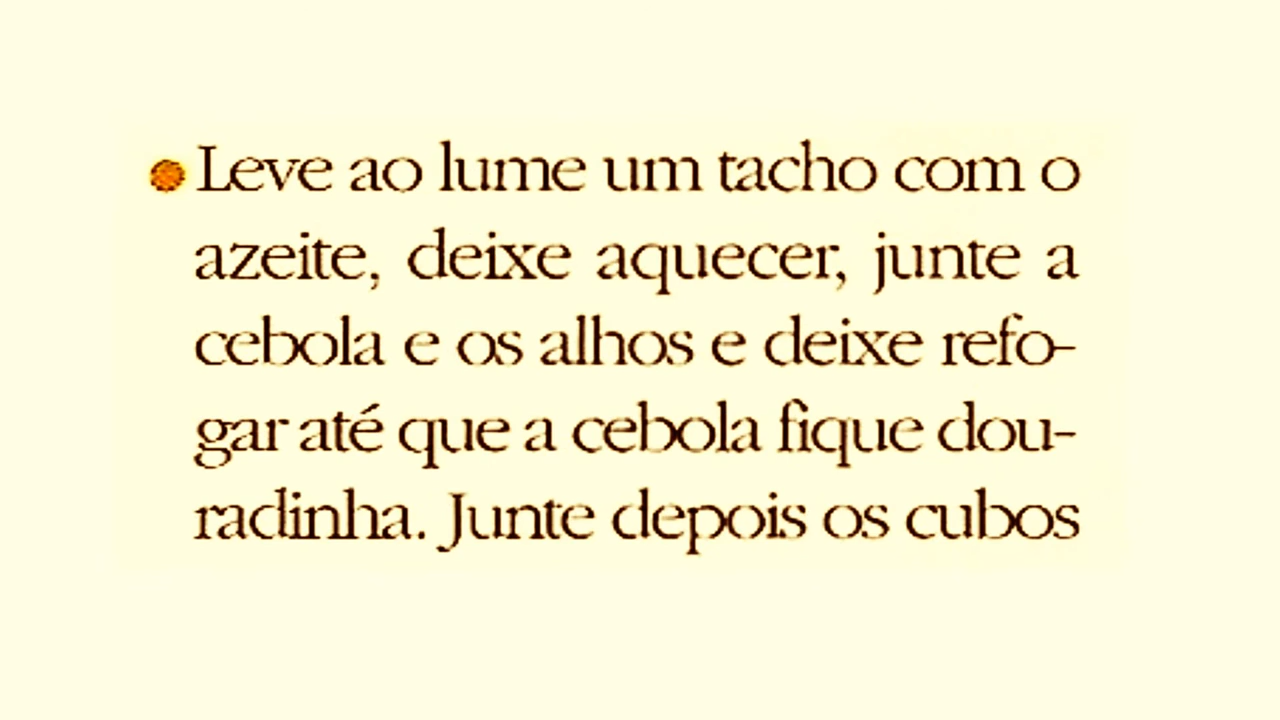 Leve ao lume um tacho com o
azeite, deixe aquecer, junte a
cebola e os alhos e deixe refo-
gar até que a cebola fique dou-
radinha. Junte depois os cubos